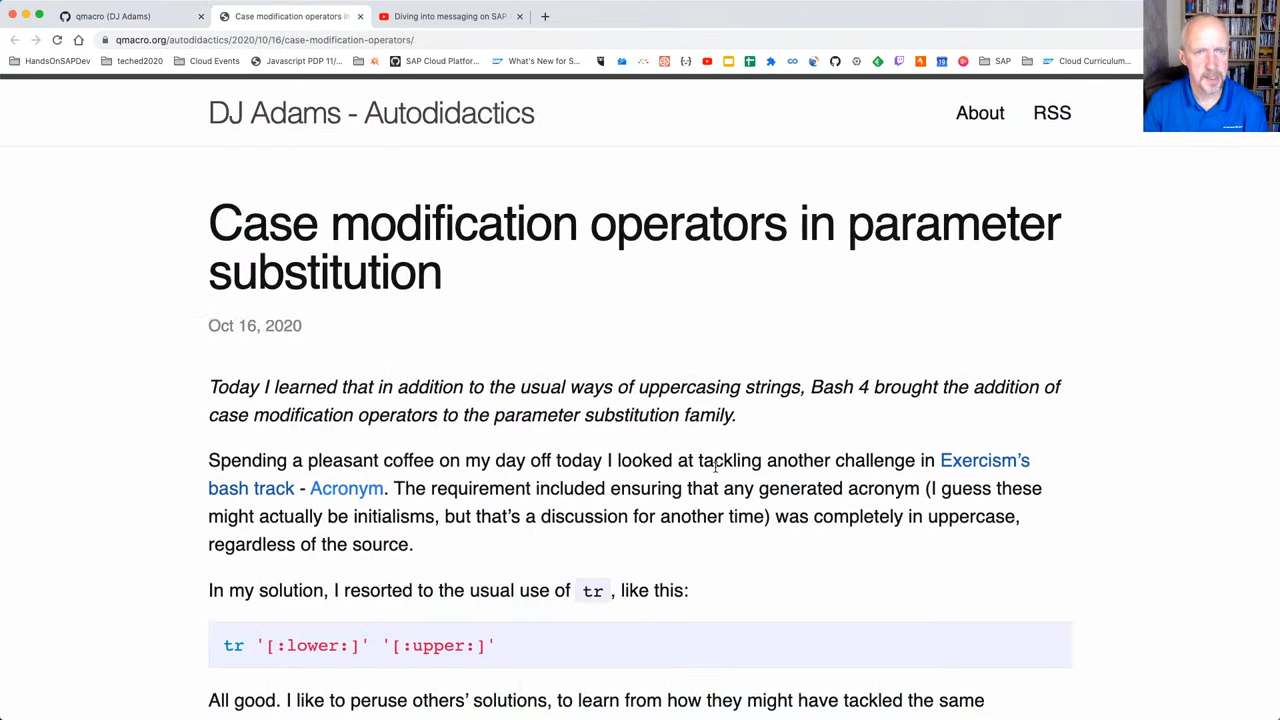 qmacro (DJ Adams)
Case modification operators in
Diving into messaging on SAP
qmacro.org/autodidactics/2020/10/16/case-modification-operators/
HandsOnSAPDev
teched2020
Cloud Events
Javascript PDP 11/...
SAP Cloud Platfor...
What's New for S...
SAP
Cloud Curriculum...
DJ Adams - Autodidactics
About
RSS
Case modification operators in parameter
substitution
Oct 16, 2020
Today I learned that in addition to the usual ways of uppercasing strings, Bash 4 brought the addition of
case modification operators to the parameter substitution family.
Spending a pleasant coffee on my day off today I looked at tackling another challenge in Exercism's
bash track - Acronym. The requirement included ensuring that any generated acronym (I guess these
might actually be initialisms, but that's a discussion for another time) was completely in uppercase,
regardless of the source.
In my solution, I resorted to the usual use of tr , like this:
tr '[:lower:]' '[:upper:]'
All good. I like to peruse others' solutions, to learn from how they might have tackled the same